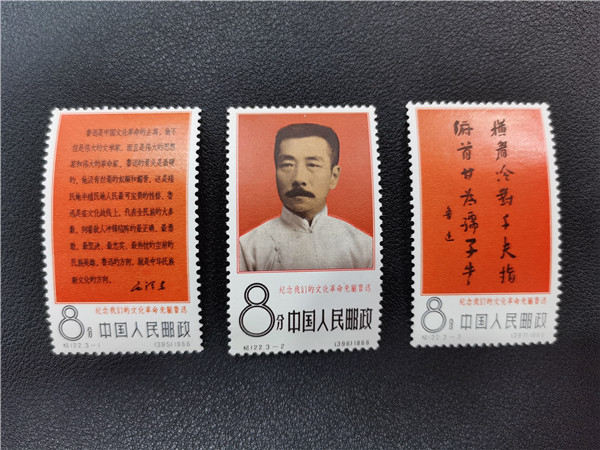 鲁迅是中国文化革命的主将，他不
但是伟大的文学家，而且是伟大的思想
家和伟大的革命家。鲁迅的骨头是最硬
的，他没有丝毫的奴颜和媚骨，这是殖
民地半殖民地人民最可宝贵的性格。鲁
迅是在文化战线上，代表全民族的大多
数，向着敌人冲锋陷阵的最正确、最勇
敢、最坚决、最忠实、最热忱的空前的
民族英雄。鲁迅的方向，就是中华民族
新文化的方向。
毛泽东
纪念我们的文化革命先驱鲁迅
8分 中国人民邮政
纪122.3-1 (385)1966
纪念我们的文化革命先驱鲁迅
8分 中国人民邮政
纪122.3-2 (386)1966
横眉冷对千夫指
俯首甘为孺子牛
鲁迅
纪念我们的文化革命先驱鲁迅
8分 中国人民邮政
纪122.3-3